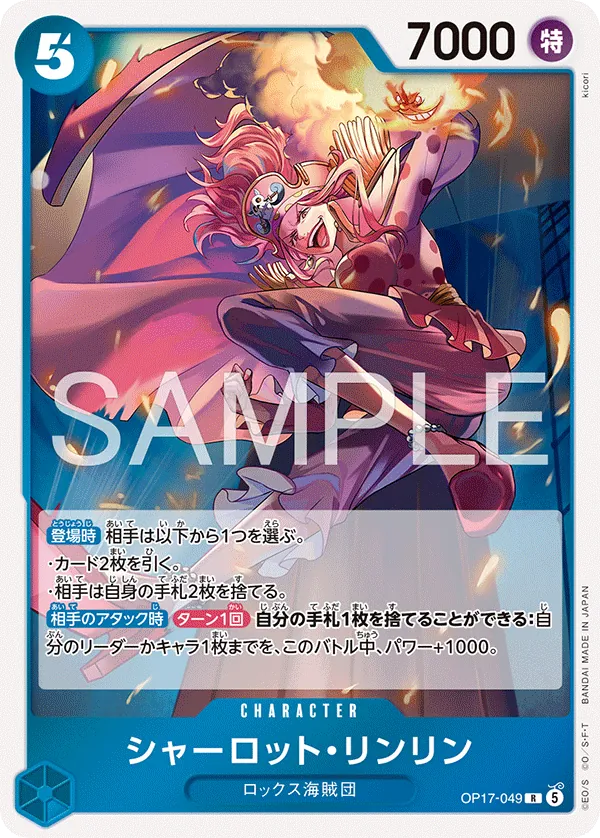 5
7000 特
kicori
SAMPLE
登場時 相手は以下から1つを選ぶ。
・カード2枚を引く。
・相手は自身の手札2枚を捨てる。
相手のアタック時 ターン1回 自分の手札1枚を捨てることができる:自
分のリーダーかキャラ1枚までを、このバトル中、パワー+1000。
CHARACTER
シャーロット・リンリン
ロックス海賊団
OP17-049 R 5
©EO/S ©O/S・F・T BANDAI MADE IN JAPAN